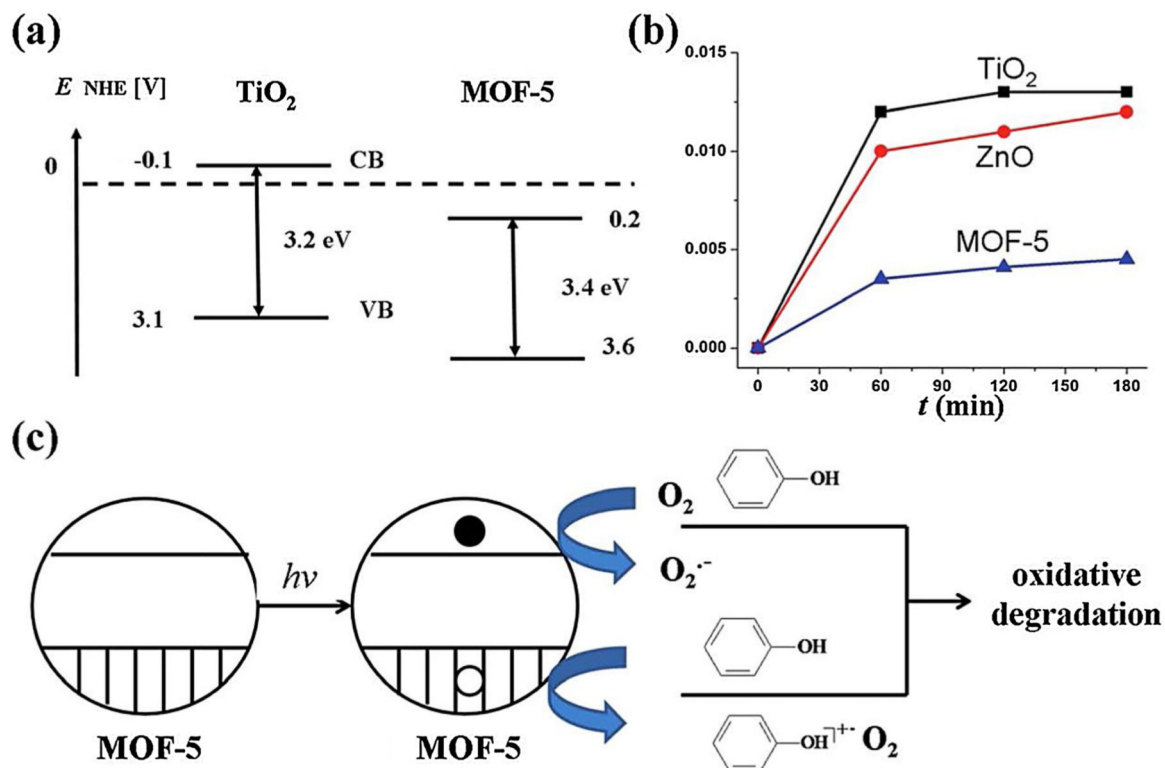 (a)
E NHE [V]
TiO₂
MOF-5
0
-0.1
CB
3.2 eV
0.2
3.4 eV
3.1
VB
3.6
(b)
0.015
0.010
0.005
0.000
TiO₂
ZnO
MOF-5
0 30 60 90 120 150 180
t (min)
(c)
hν
MOF-5
MOF-5
O₂
OH
O₂·⁻
OH
OH
+·
O₂
oxidative
degradation